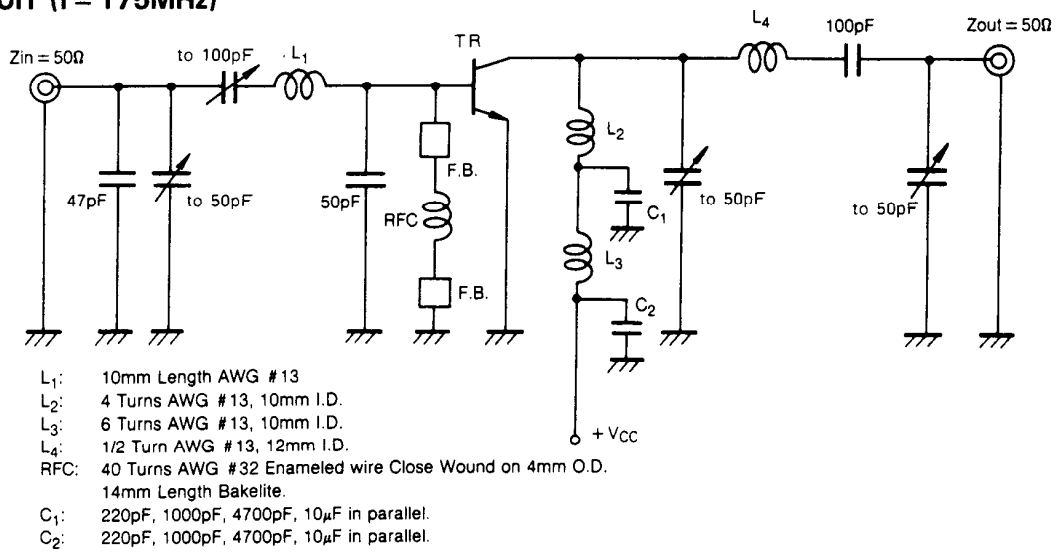 (f = 175MHz)
Zin = 50Ω
to 100pF
L1
TR
L4
100pF
Zout = 50Ω
47pF
to 50pF
50pF
F.B.
RFC
F.B.
L2
C1
L3
C2
to 50pF
to 50pF
+ VCC
L1: 10mm Length AWG #13
L2: 4 Turns AWG #13, 10mm I.D.
L3: 6 Turns AWG #13, 10mm I.D.
L4: 1/2 Turn AWG #13, 12mm I.D.
RFC: 40 Turns AWG #32 Enameled wire Close Wound on 4mm O.D.
14mm Length Bakelite.
C1: 220pF, 1000pF, 4700pF, 10μF in parallel.
C2: 220pF, 1000pF, 4700pF, 10μF in parallel.